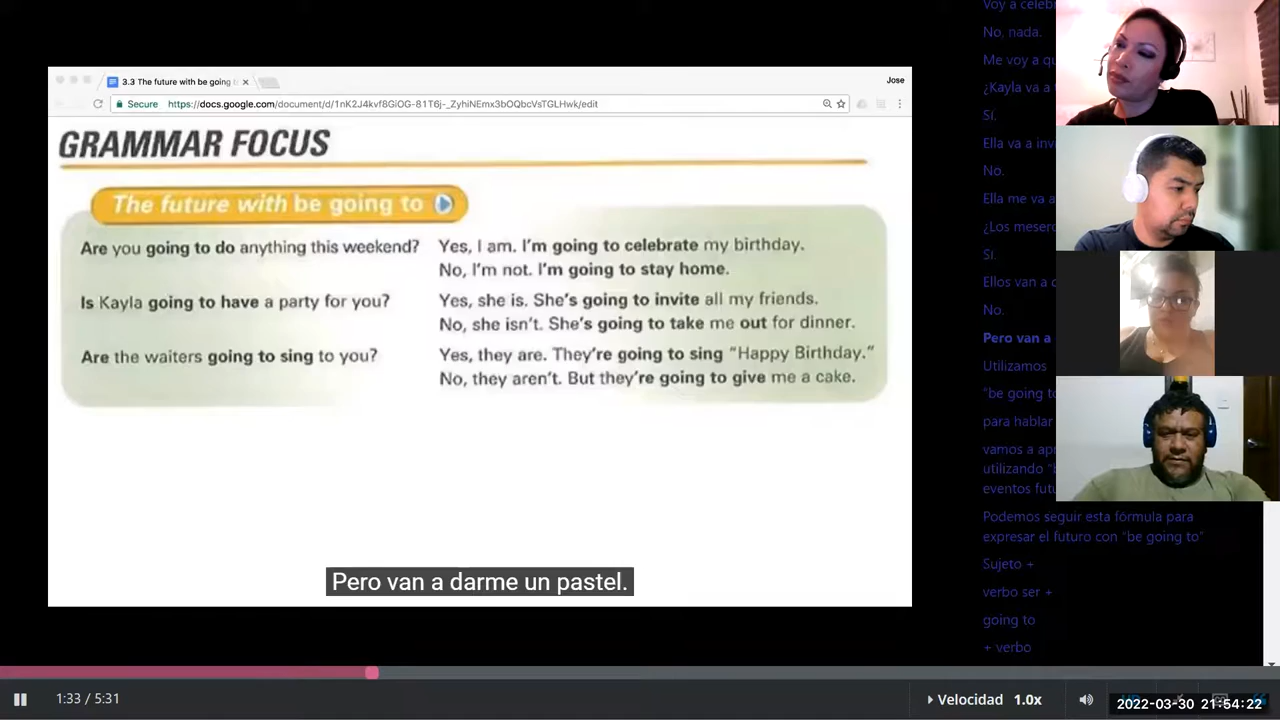 3.3 The future with be going
Jose
Secure https://docs.google.com/document/d/1nK2J4kvf8GiOG-81T6j-_ZyhiNEmx3bOQbcVsTGLHwk/edit
GRAMMAR FOCUS
The future with be going to
Are you going to do anything this weekend?
Yes, I am. I'm going to celebrate my birthday.
No, I'm not. I'm going to stay home.
Is Kayla going to have a party for you?
Yes, she is. She's going to invite all my friends.
No, she isn't. She's going to take me out for dinner.
Are the waiters going to sing to you?
Yes, they are. They're going to sing “Happy Birthday.”
No, they aren't. But they're going to give me a cake.
Pero van a darme un pastel.
Voy a celeb
No, nada.
Me voy a qu
¿Kayla va a
Sí.
Ella va a inv
No.
Ella me va a
¿Los meser
Sí.
Ellos van a
No.
Pero van a
Utilizamos
“be going to
para hablar
vamos a ap
utilizando “b
eventos futu
Podemos seguir esta fórmula para
expresar el futuro con “be going to”
Sujeto +
verbo ser +
going to
+ verbo
1:33 / 5:31
Velocidad 1.0x
2022-03-30 21:54:22